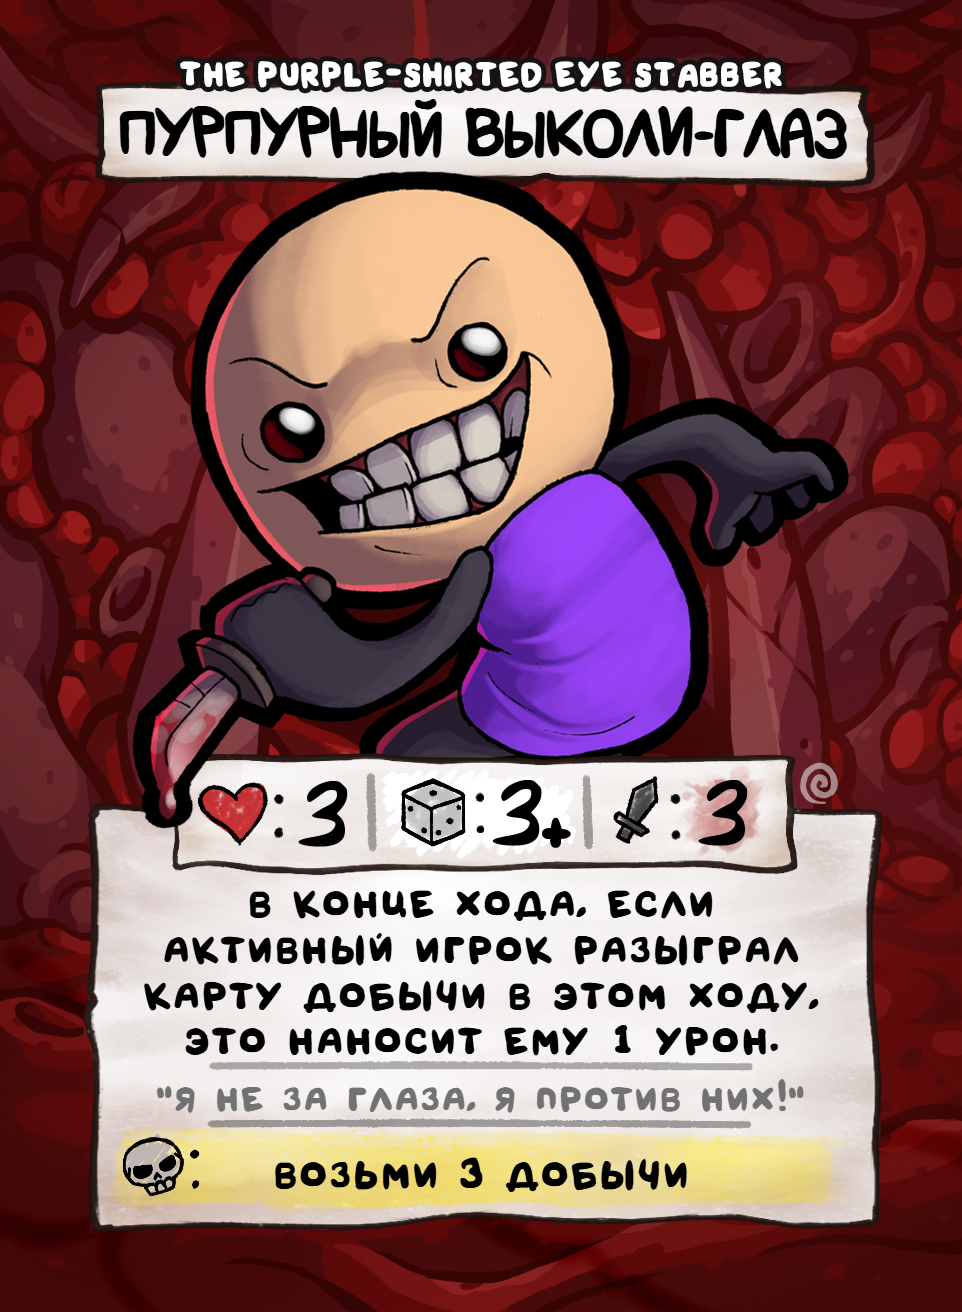 THE PURPLE-SHIRTED EYE STABBER
ПУРПУРНЫЙ ВЫКОЛИ-ГЛАЗ
: 3 | : 3+ | : 3
В КОНЦЕ ХОДА, ЕСЛИ
АКТИВНЫЙ ИГРОК РАЗЫГРАЛ
КАРТУ ДОБЫЧИ В ЭТОМ ХОДУ,
ЭТО НАНОСИТ ЕМУ 1 УРОН.
"Я НЕ ЗА ГЛАЗА, Я ПРОТИВ НИХ!"
: ВОЗЬМИ 3 ДОБЫЧИ